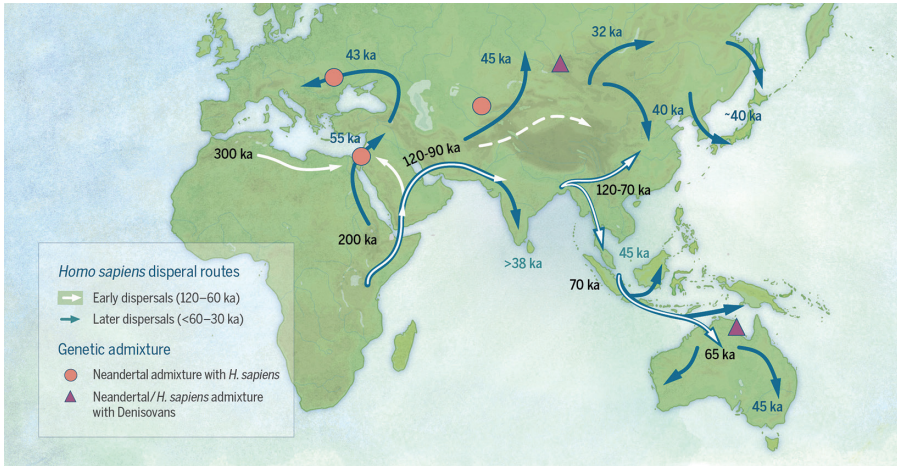 32 ka
43 ka
45 ka
40 ka
~40 ka
55 ka
300 ka
120-90 ka
120-70 ka
200 ka
45 ka
>38 ka
70 ka
65 ka
45 ka
Homo sapiens disperal routes
Early dispersals (120–60 ka)
Later dispersals (<60–30 ka)
Genetic admixture
Neandertal admixture with H. sapiens
Neandertal/H. sapiens admixture
with Denisovans